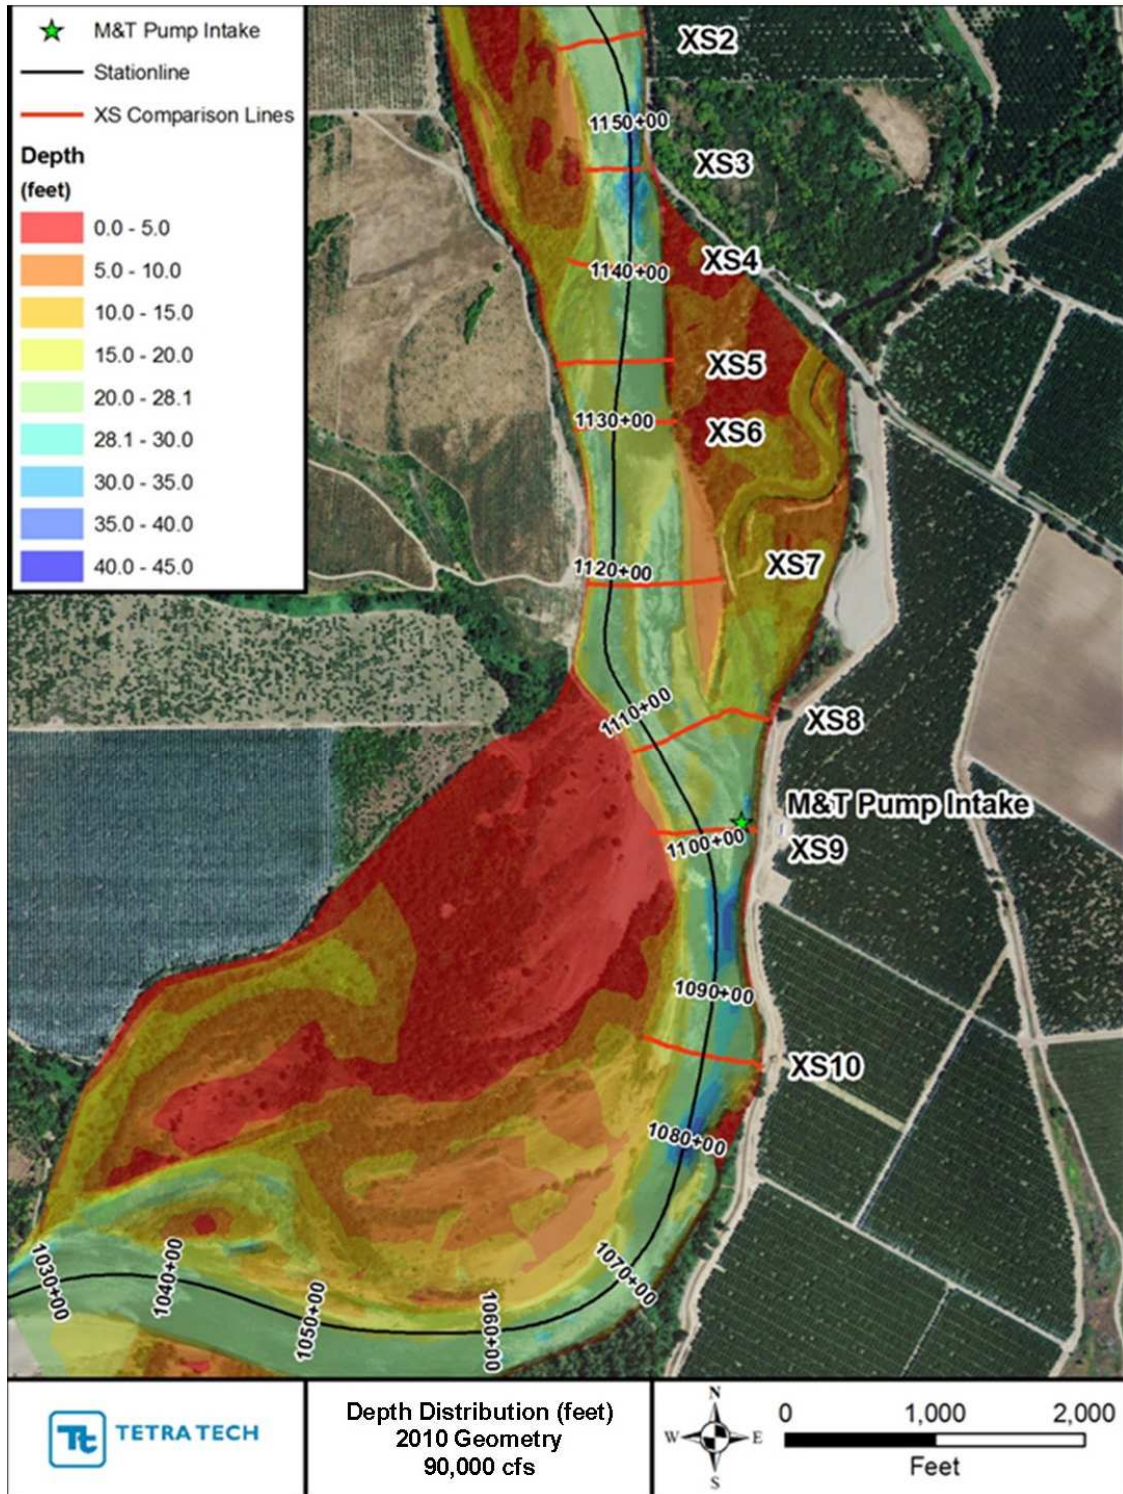 M&T Pump Intake
Stationline
XS Comparison Lines
Depth
(feet)
0.0 - 5.0
5.0 - 10.0
10.0 - 15.0
15.0 - 20.0
20.0 - 28.1
28.1 - 30.0
30.0 - 35.0
35.0 - 40.0
40.0 - 45.0
XS2
1150+00
XS3
XS4
1140+00
XS5
1130+00
XS6
1120+00
XS7
1110+00
XS8
M&T Pump Intake
1100+00
XS9
1090+00
XS10
1080+00
1070+00
1060+00
1050+00
1040+00
1030+00
Tt
TETRA TECH
Depth Distribution (feet)
2010 Geometry
90,000 cfs
N
W
E
S
0
1,000
2,000
Feet